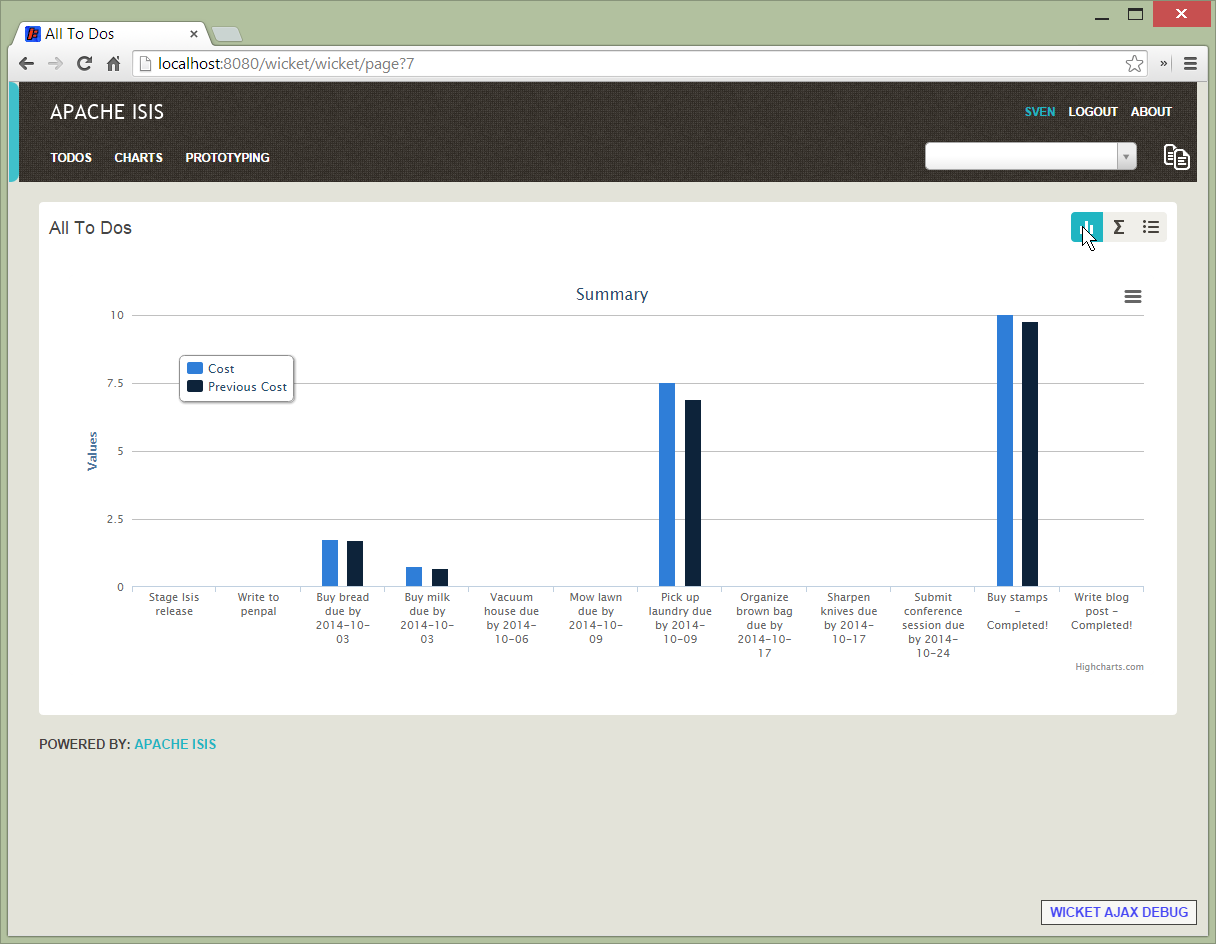 All To Dos
localhost:8080/wicket/wicket/page?7
»
APACHE ISIS
SVEN LOGOUT ABOUT
TODOS CHARTS PROTOTYPING
All To Dos
Σ
Summary
10
7.5
5
2.5
0
Values
Cost
Previous Cost
Stage Isis
release
Write to
penpal
Buy bread
due by
2014-10-
03
Buy milk
due by
2014-10-
03
Vacuum
house due
by 2014-
10-06
Mow lawn
due by
2014-10-
09
Pick up
laundry due
by 2014-
10-09
Organize
brown bag
due by
2014-10-
17
Sharpen
knives due
by 2014-
10-17
Submit
conference
session due
by 2014-
10-24
Buy stamps
-
Completed!
Write blog
post -
Completed!
Highcharts.com
POWERED BY: APACHE ISIS
WICKET AJAX DEBUG